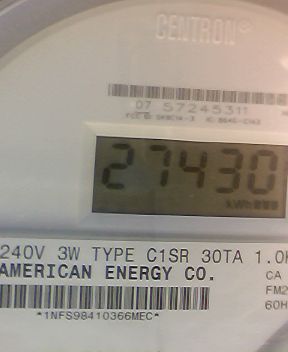 CENTRON®
07 57245311
27430
kWh
240V 3W TYPE C1SR 30TA 1.0
AMERICAN ENERGY CO.
CA
FM2
60H
*1NFS98410366MEC*